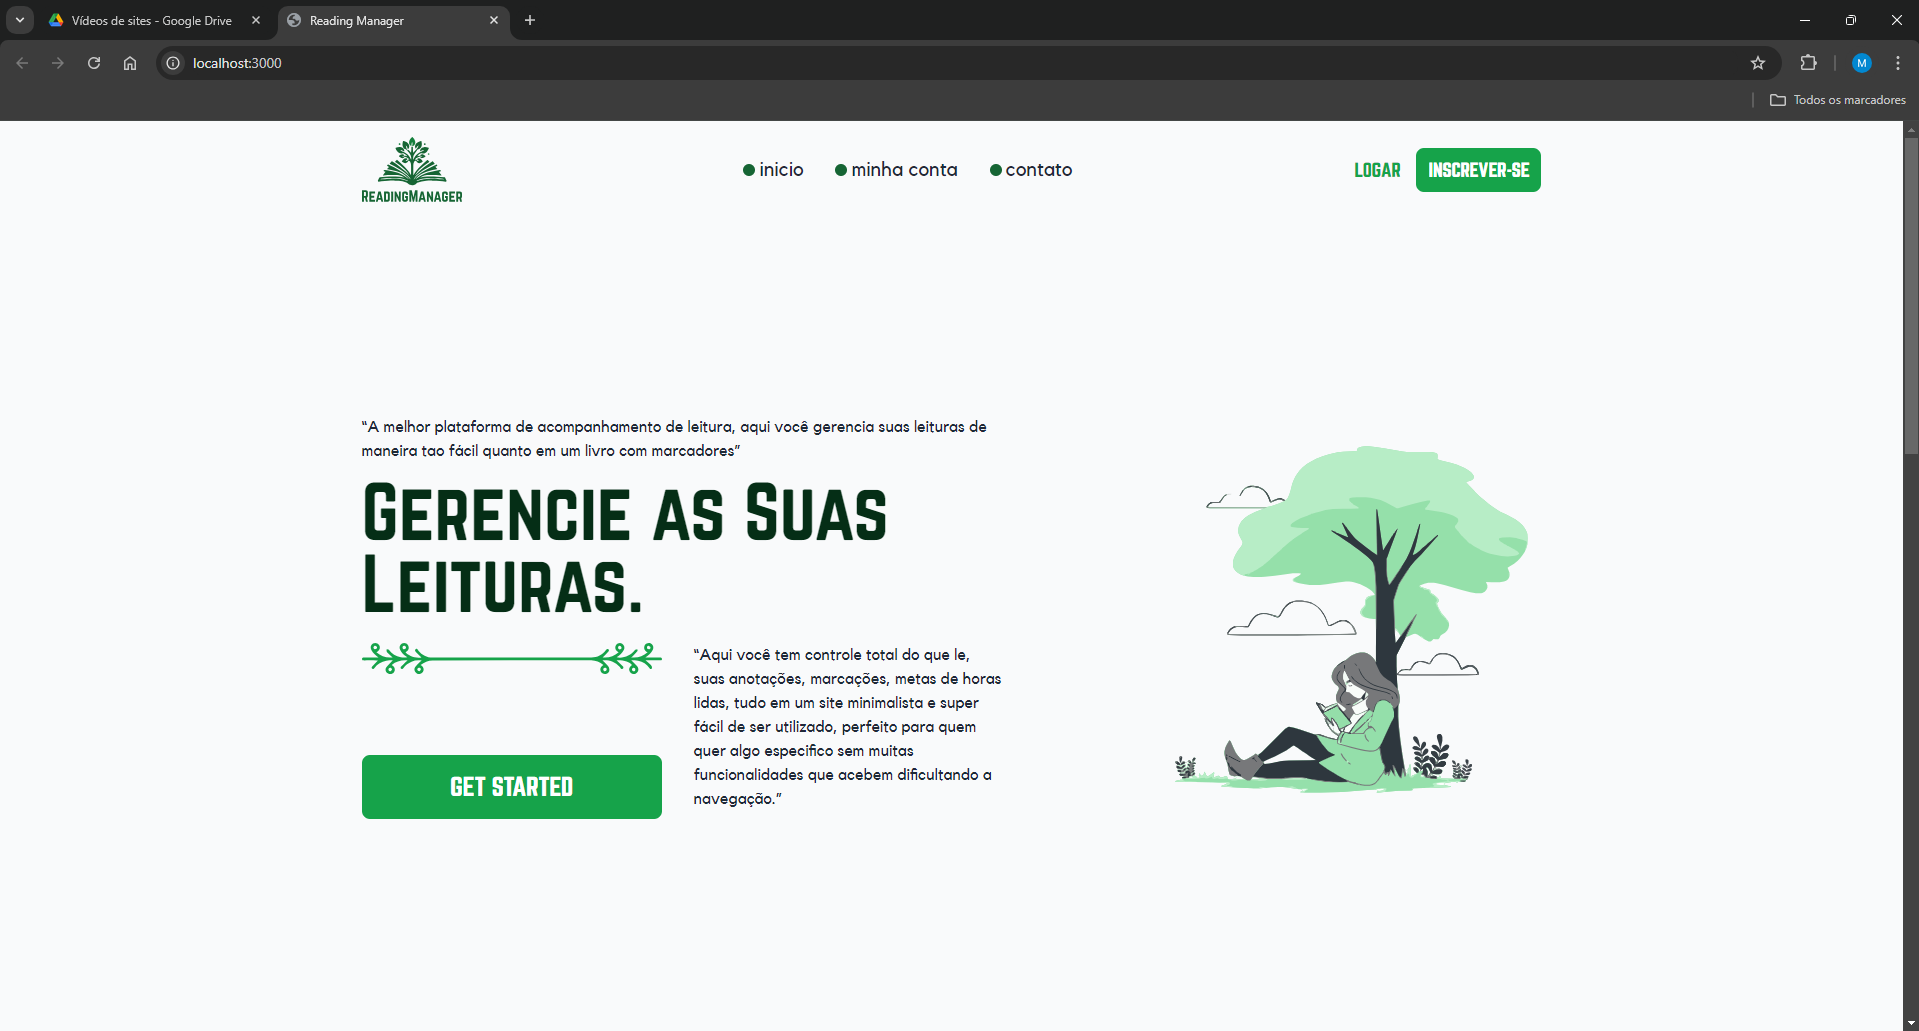 Vídeos de sites - Google Drive
Reading Manager
localhost:3000
M
Todos os marcadores
READINGMANAGER
inicio
minha conta
contato
LOGAR
INSCREVER-SE
“A melhor plataforma de acompanhamento de leitura, aqui você gerencia suas leituras de
maneira tao fácil quanto em um livro com marcadores”
GERENCIE AS SUAS
LEITURAS.
“Aqui você tem controle total do que le,
suas anotações, marcações, metas de horas
lidas, tudo em um site minimalista e super
fácil de ser utilizado, perfeito para quem
quer algo especifico sem muitas
funcionalidades que acebem dificultando a
navegação.”
GET STARTED